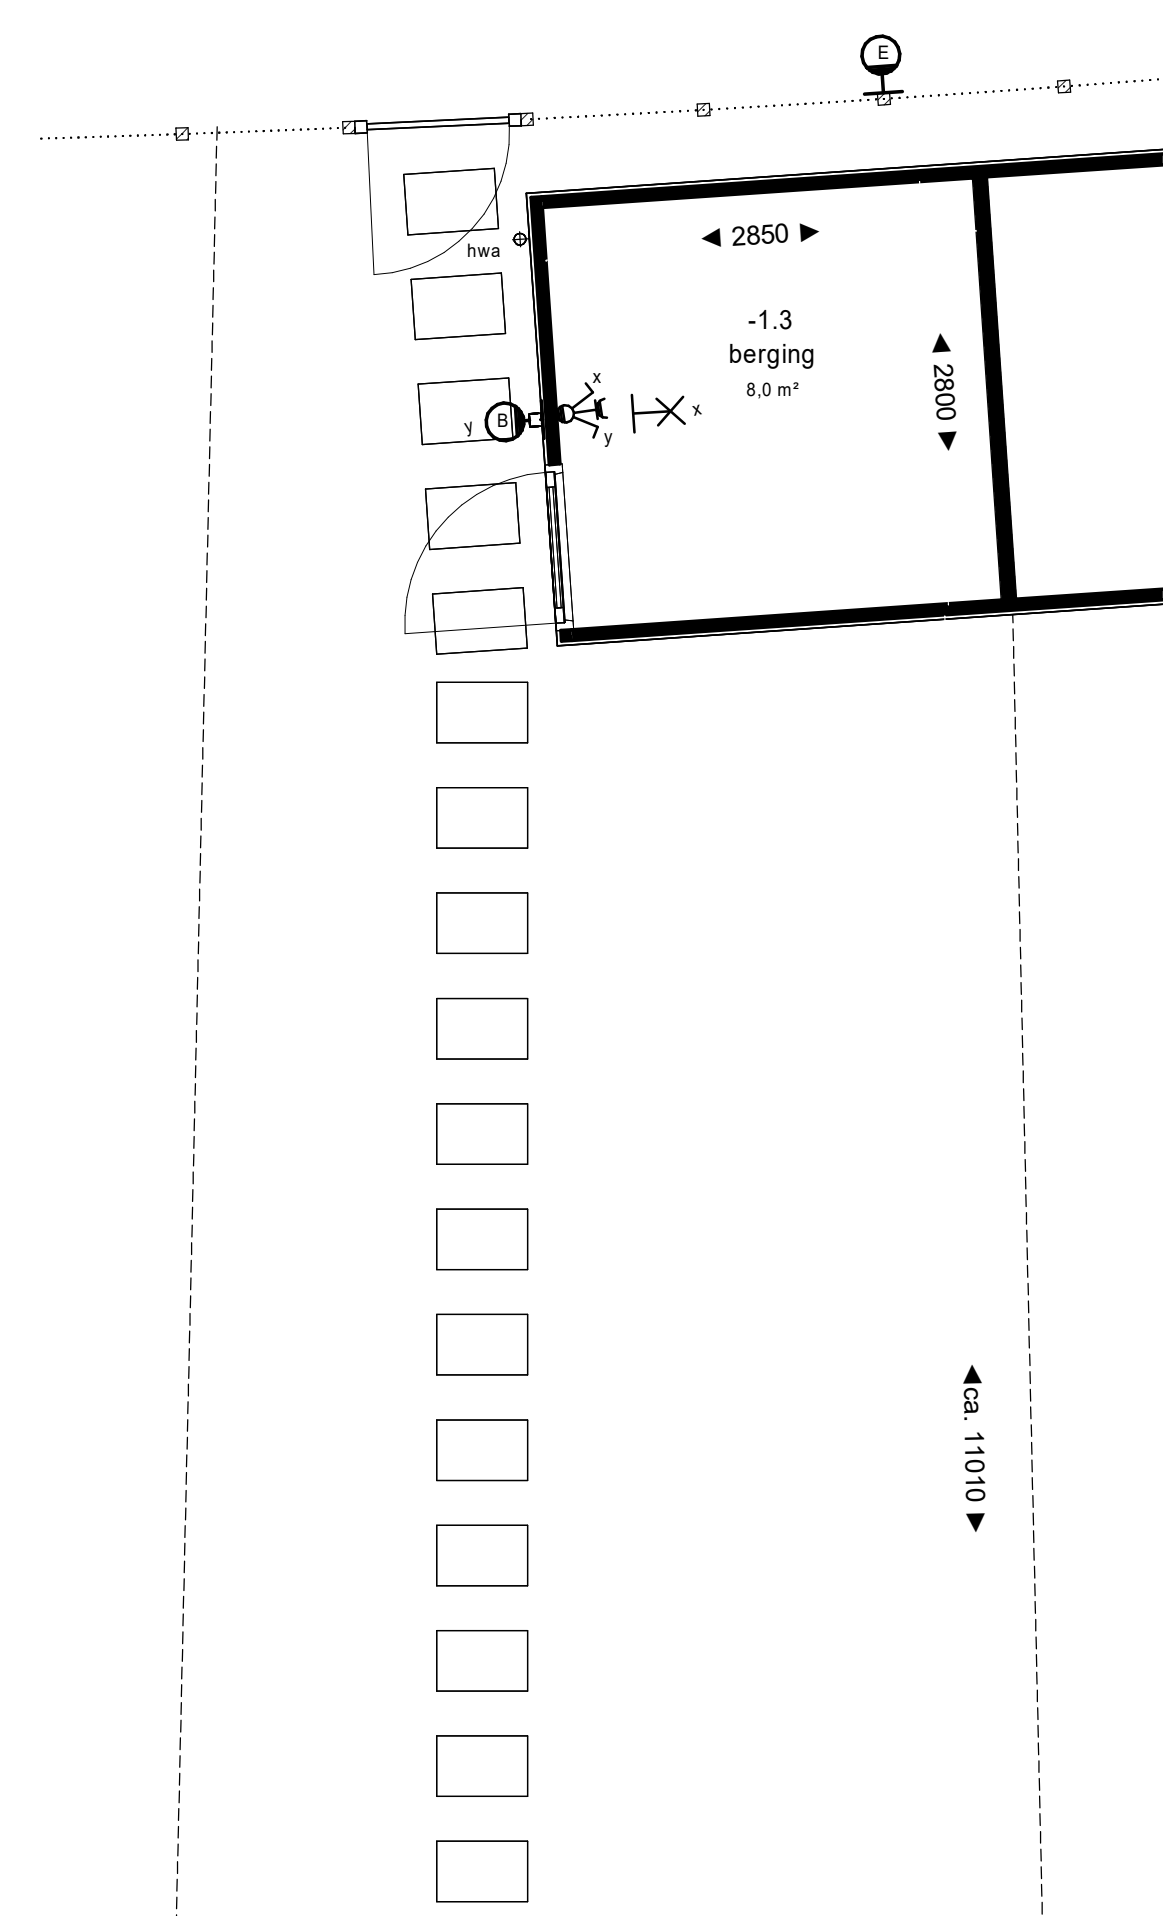 E
◄ 2850 ►
hwa
-1.3
berging
8,0 m²
◄ 2800 ►
x
x
y
B
y
◄ca. 11010 ►